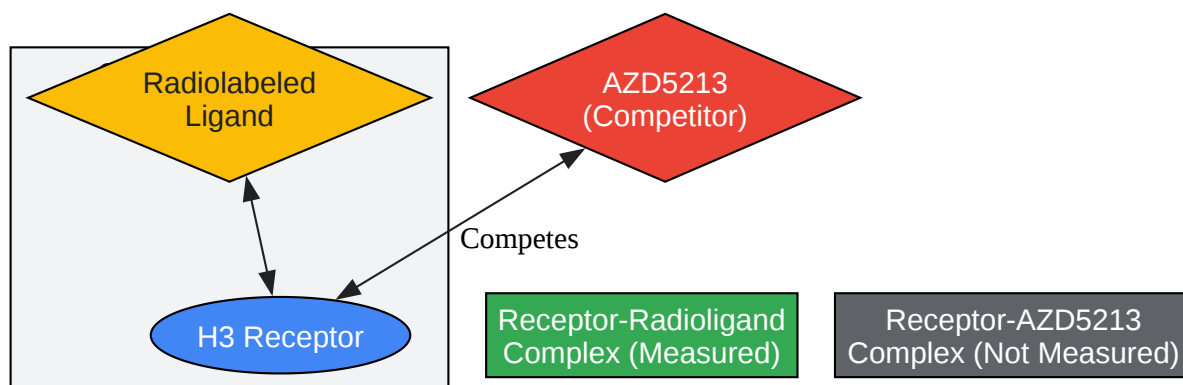 Radiolabeled
Ligand
AZD5213
(Competitor)
Competes
H3 Receptor
Receptor-Radioligand
Complex (Measured)
Receptor-AZD5213
Complex (Not Measured)